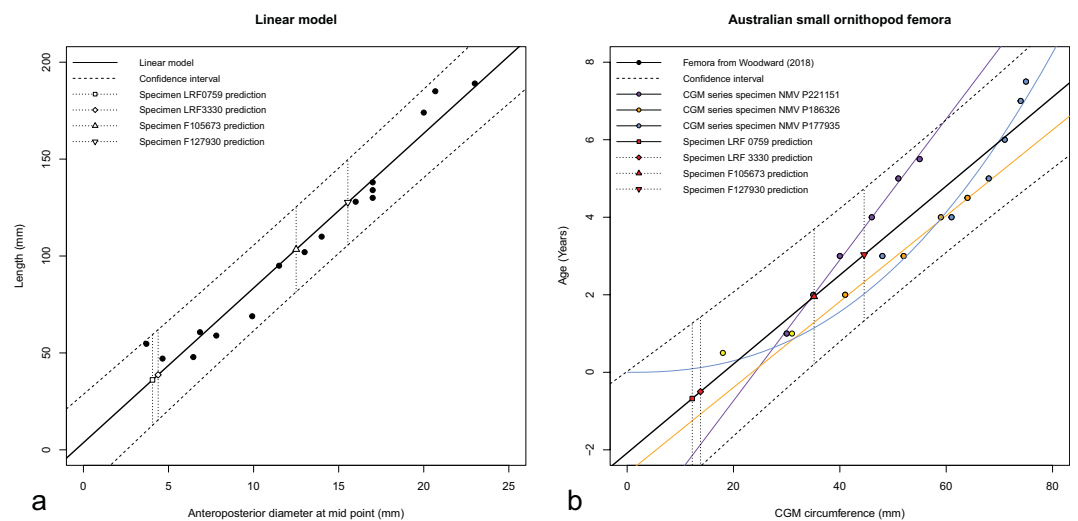 Linear model
Length (mm)
200
150
100
50
0
Linear model
Confidence interval
Specimen LRF0759 prediction
Specimen LRF3330 prediction
Specimen F105673 prediction
Specimen F127930 prediction
0 5 10 15 20 25
Anteroposterior diameter at mid point (mm)
a
Australian small ornithopod femora
Age (Years)
8
6
4
2
0
−2
Femora from Woodward (2018)
Confidence interval
CGM series specimen NMV P221151
CGM series specimen NMV P186326
CGM series specimen NMV P177935
Specimen LRF 0759 prediction
Specimen LRF 3330 prediction
Specimen F105673 prediction
Specimen F127930 prediction
0 20 40 60 80
CGM circumference (mm)
b